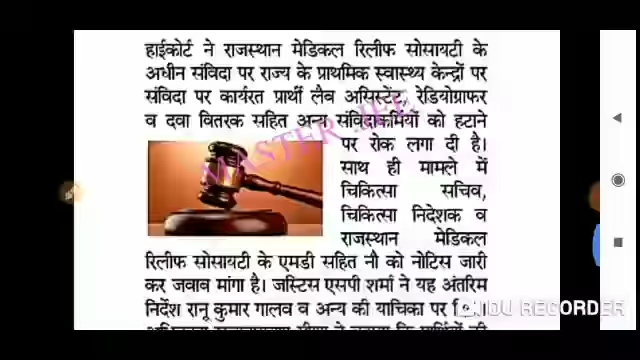 हाईकोर्ट ने राजस्थान मेडिकल रिलीफ सोसायटी के
अधीन संविदा पर राज्य के प्राथमिक स्वास्थ्य केन्द्रों पर
संविदा पर कार्यरत प्रार्थी लैव असिस्टेंट, रेडियोग्राफर
व दवा वितरक सहित अन्य संविदाकर्मियों को हटाने
पर रोक लगा दी है।
साथ ही मामले में
चिकित्सा सचिव,
चिकित्सा निदेशक व
राजस्थान मेडिकल
रिलीफ सोसायटी के एमडी सहित नौ को नोटिस जारी
कर जवाव मांगा है। जस्टिस एसपी शर्मा ने यह अंतरिम
निर्देश रानू कुमार गालव व अन्य की याचिका पर
MASTER JEE
DU RECORDER